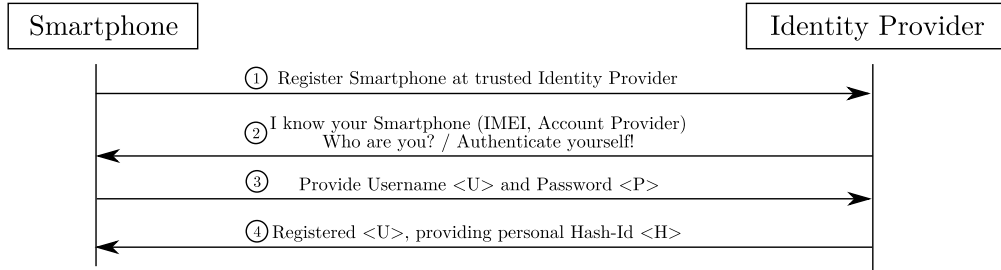 Smartphone
Identity Provider
1 Register Smartphone at trusted Identity Provider
2 I know your Smartphone (IMEI, Account Provider)
Who are you? / Authenticate yourself!
3 Provide Username <U> and Password <P>
4 Registered <U>, providing personal Hash-Id <H>